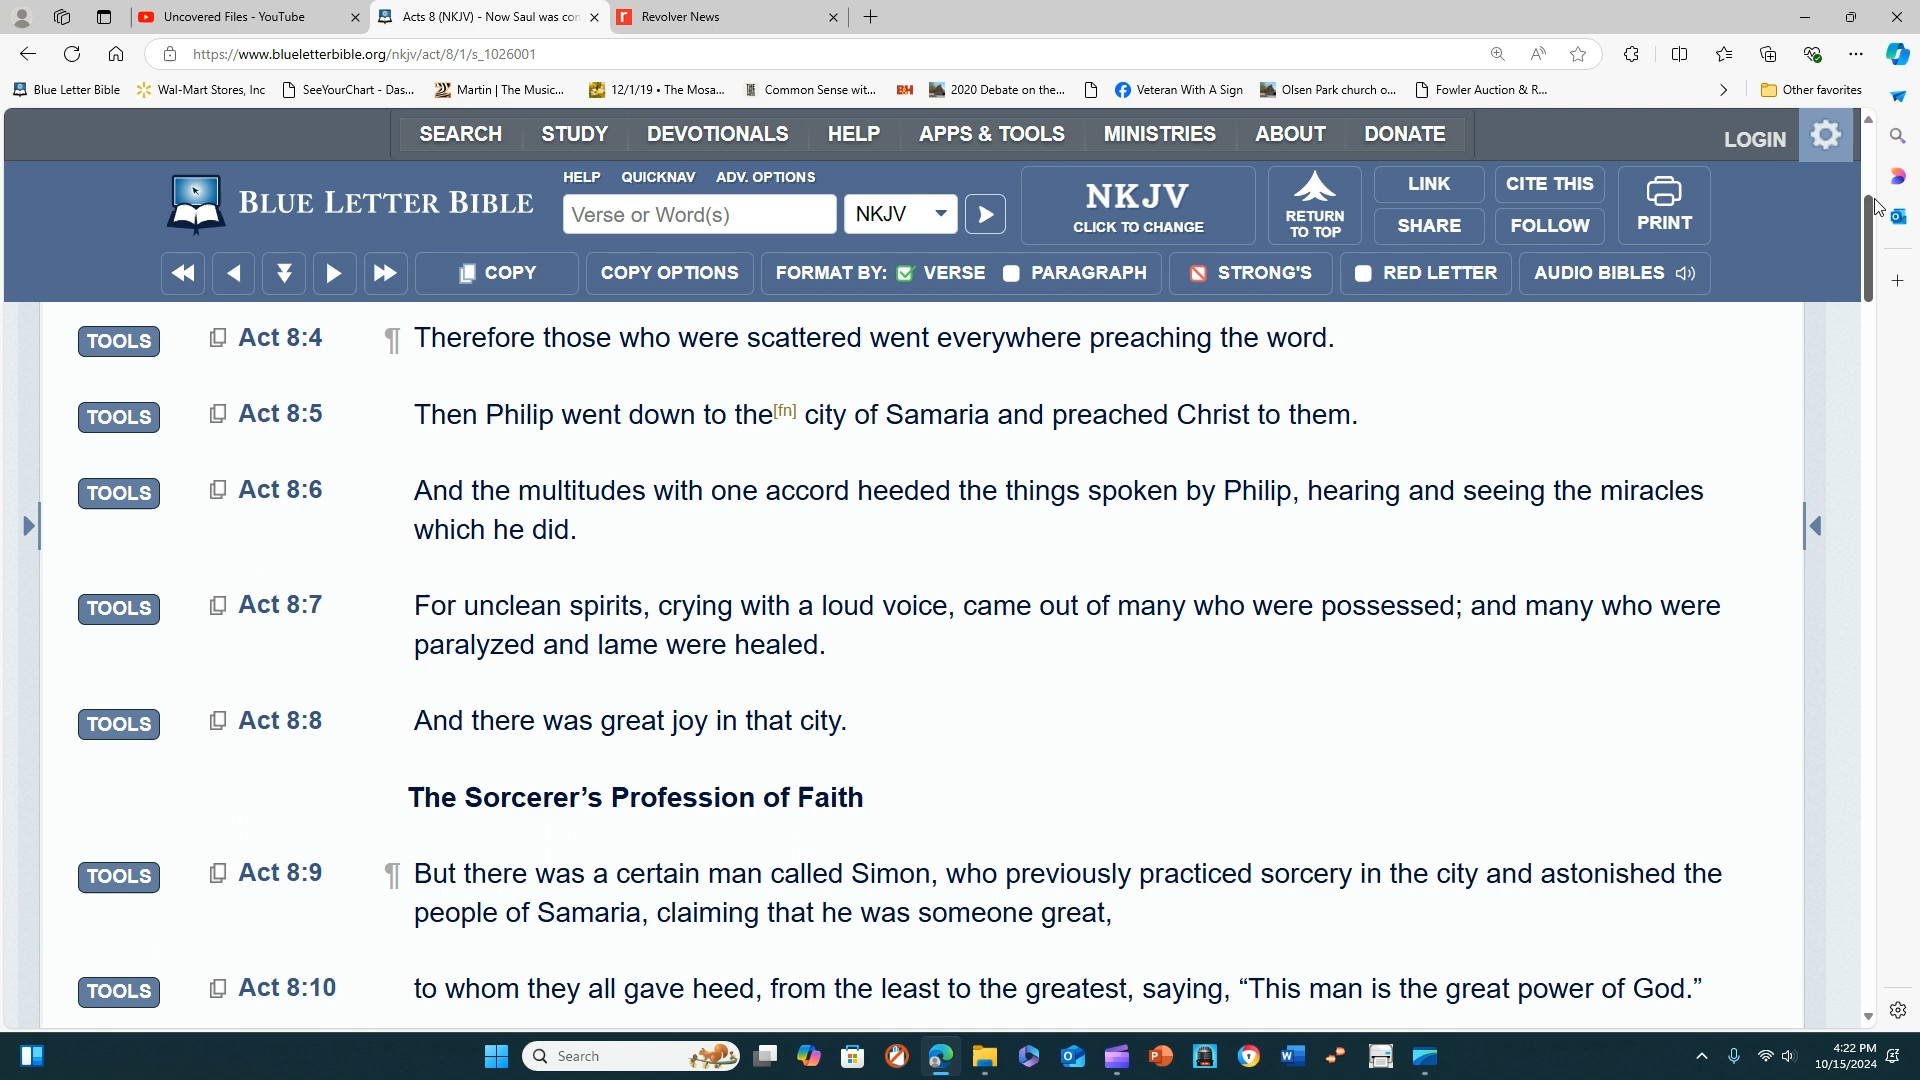 Uncovered Files - YouTube
Acts 8 (NKJV) - Now Saul was con
Revolver News
https://www.blueletterbible.org/nkjv/act/8/1/s_1026001
Blue Letter Bible
Wal-Mart Stores, Inc
SeeYourChart - Das...
Martin | The Music...
12/1/19 • The Mosa...
Common Sense wit...
BH
2020 Debate on the...
Veteran With A Sign
Olsen Park church o...
Fowler Auction & R...
Other favorites
SEARCH STUDY DEVOTIONALS HELP APPS & TOOLS MINISTRIES ABOUT DONATE
LOGIN
BLUE LETTER BIBLE
HELP QUICKNAV ADV. OPTIONS
Verse or Word(s)
NKJV
NKJV
CLICK TO CHANGE
RETURN
TO TOP
LINK
CITE THIS
SHARE
FOLLOW
PRINT
COPY
COPY OPTIONS
FORMAT BY: VERSE PARAGRAPH
STRONG'S
RED LETTER
AUDIO BIBLES
TOOLS Act 8:4 ¶ Therefore those who were scattered went everywhere preaching the word.
TOOLS Act 8:5 Then Philip went down to the[fn] city of Samaria and preached Christ to them.
TOOLS Act 8:6 And the multitudes with one accord heeded the things spoken by Philip, hearing and seeing the miracles
which he did.
TOOLS Act 8:7 For unclean spirits, crying with a loud voice, came out of many who were possessed; and many who were
paralyzed and lame were healed.
TOOLS Act 8:8 And there was great joy in that city.
The Sorcerer’s Profession of Faith
TOOLS Act 8:9 ¶ But there was a certain man called Simon, who previously practiced sorcery in the city and astonished the
people of Samaria, claiming that he was someone great,
TOOLS Act 8:10 to whom they all gave heed, from the least to the greatest, saying, “This man is the great power of God.”
Search
4:22 PM
10/15/2024